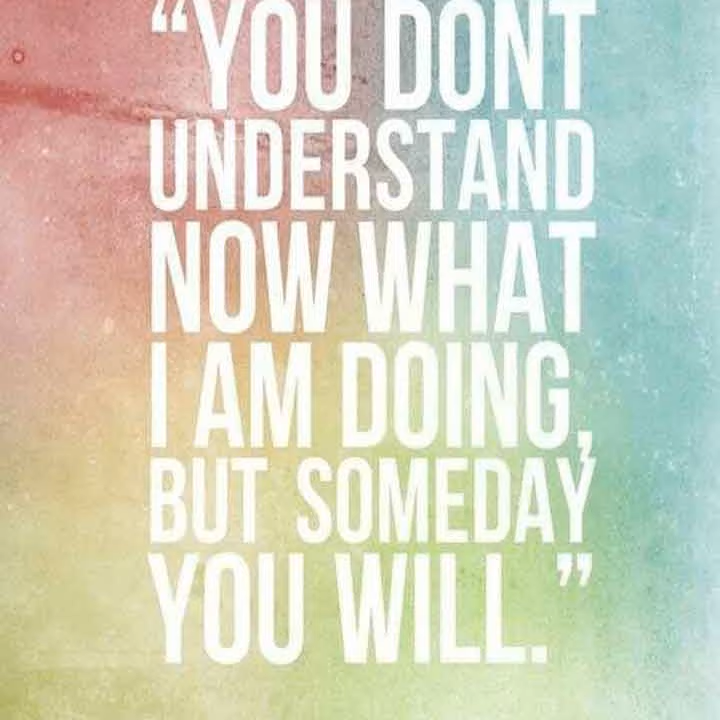 “YOU DONT
UNDERSTAND
NOW WHAT
I AM DOING,
BUT SOMEDAY
YOU WILL.”